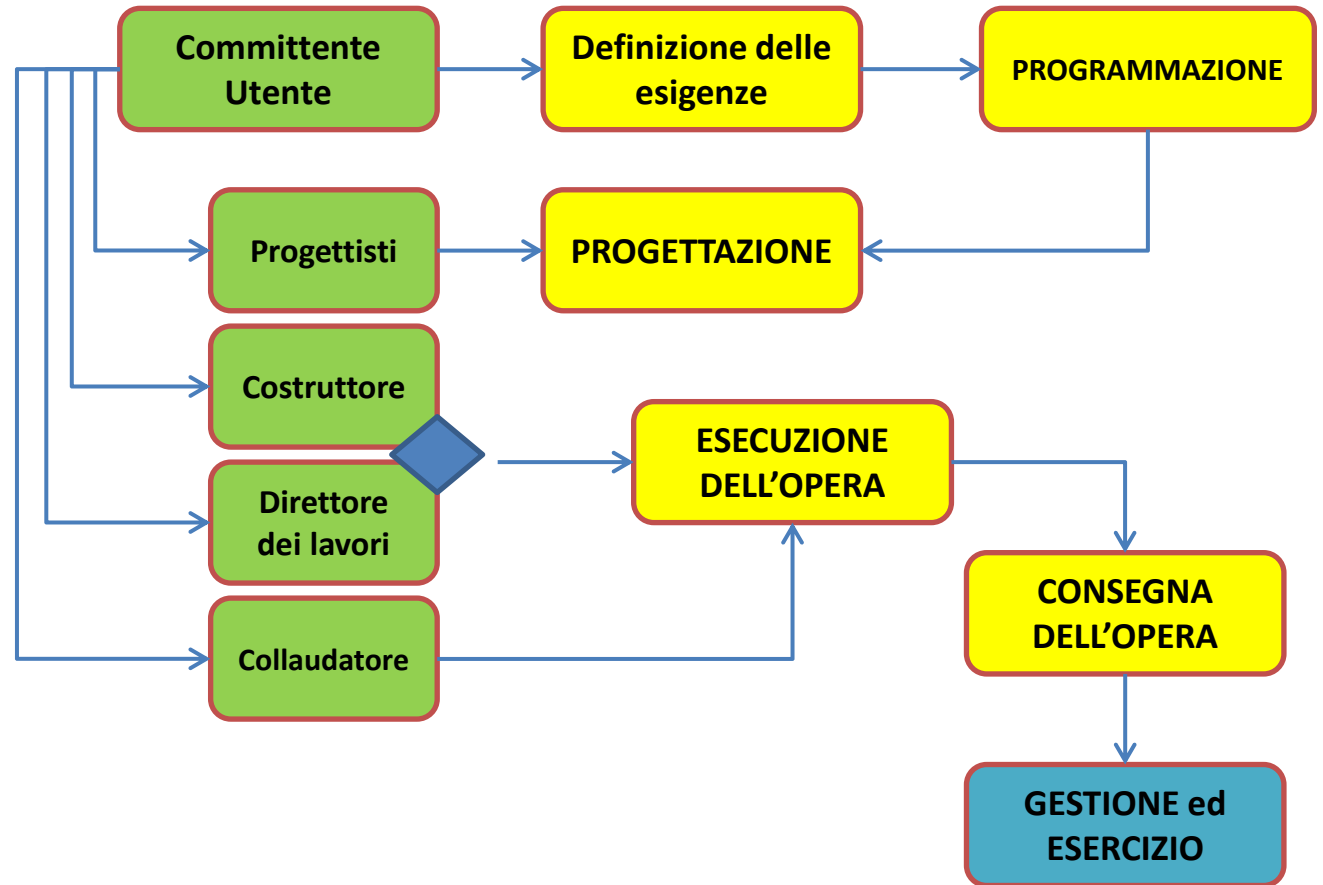 Committente
Utente
Definizione delle
esigenze
PROGRAMMAZIONE
Progettisti
PROGETTAZIONE
Costruttore
Direttore
dei lavori
ESECUZIONE
DELL’OPERA
Collaudatore
CONSEGNA
DELL’OPERA
GESTIONE ed
ESERCIZIO